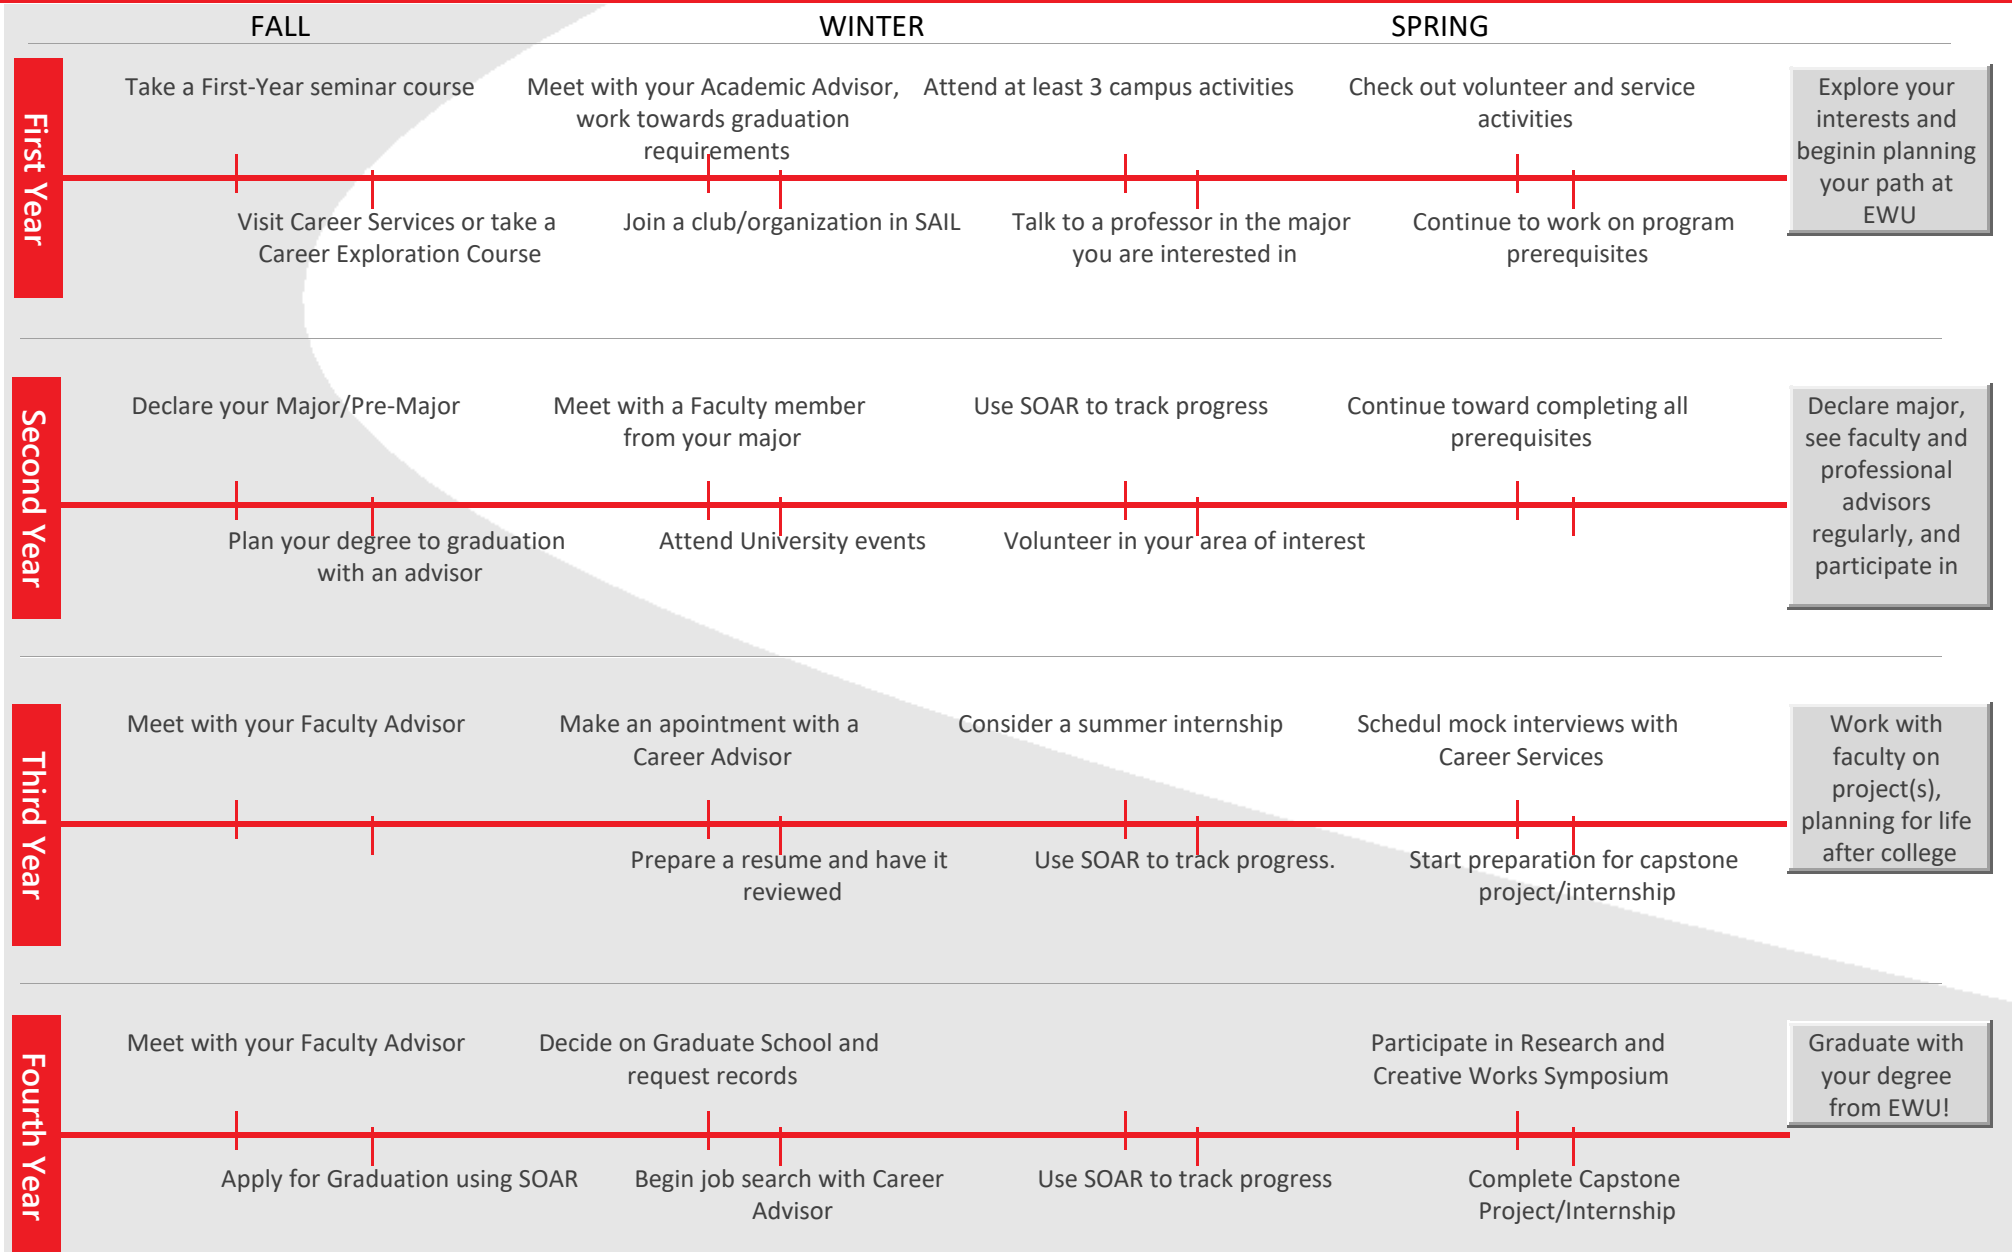 FALL
WINTER
SPRING
First Year
Take a First-Year seminar course
Meet with your Academic Advisor,
work towards graduation
requirements
Attend at least 3 campus activities
Check out volunteer and service
activities
Visit Career Services or take a
Career Exploration Course
Join a club/organization in SAIL
Talk to a professor in the major
you are interested in
Continue to work on program
prerequisites
Explore your
interests and
beginin planning
your path at
EWU
Second Year
Declare your Major/Pre-Major
Meet with a Faculty member
from your major
Use SOAR to track progress
Continue toward completing all
prerequisites
Plan your degree to graduation
with an advisor
Attend University events
Volunteer in your area of interest
Declare major,
see faculty and
professional
advisors
regularly, and
participate in
Third Year
Meet with your Faculty Advisor
Make an apointment with a
Career Advisor
Consider a summer internship
Schedul mock interviews with
Career Services
Prepare a resume and have it
reviewed
Use SOAR to track progress.
Start preparation for capstone
project/internship
Work with
faculty on
project(s),
planning for life
after college
Fourth Year
Meet with your Faculty Advisor
Decide on Graduate School and
request records
Participate in Research and
Creative Works Symposium
Apply for Graduation using SOAR
Begin job search with Career
Advisor
Use SOAR to track progress
Complete Capstone
Project/Internship
Graduate with
your degree
from EWU!